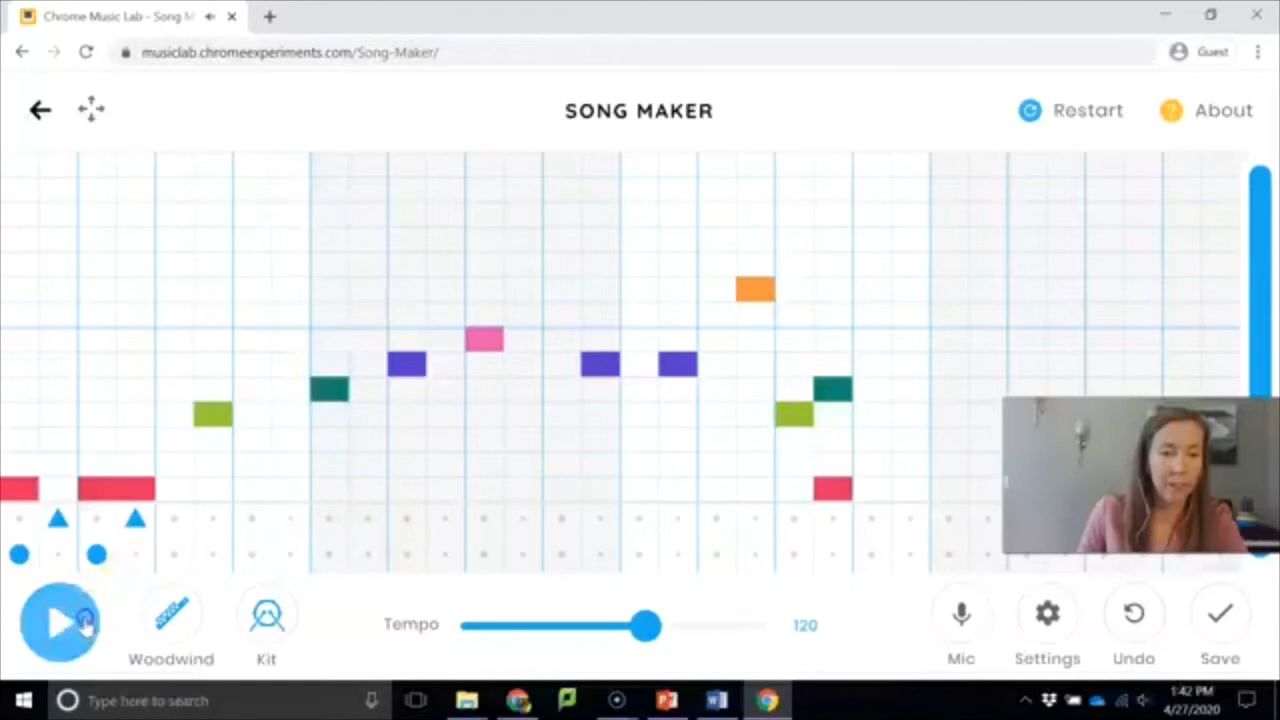 Chrome Music Lab - Song M
musiclab.chromeexperiments.com/Song-Maker/
Guest
SONG MAKER
Restart
? About
Tempo
120
Woodwind
Kit
Mic
Settings
Undo
Save
Type here to search
1:42 PM
4/27/2020